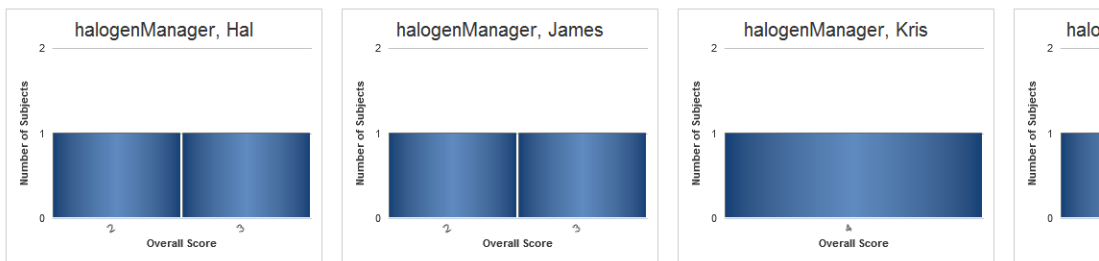 halogenManager, Hal
2
1
0
Number of Subjects
2
3
Overall Score
halogenManager, James
2
1
0
Number of Subjects
2
3
Overall Score
halogenManager, Kris
2
1
0
Number of Subjects
4
Overall Score
halo
2
1
0
Number of Subjects